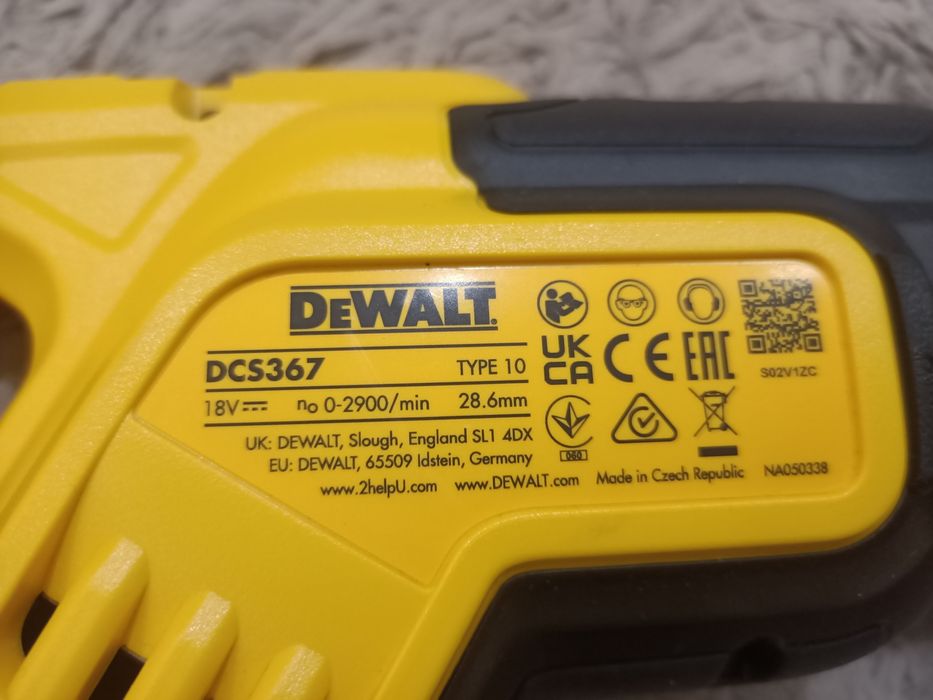 DEWALT
DCS367 TYPE 10
18V n₀ 0-2900/min 28.6mm
UK: DEWALT, Slough, England SL1 4DX
EU: DEWALT, 65509 Idstein, Germany
www.2helpU.com www.DEWALT.com
UK
CA
CE
EAC
S02V1ZC
060
Made in Czech Republic
NA050338